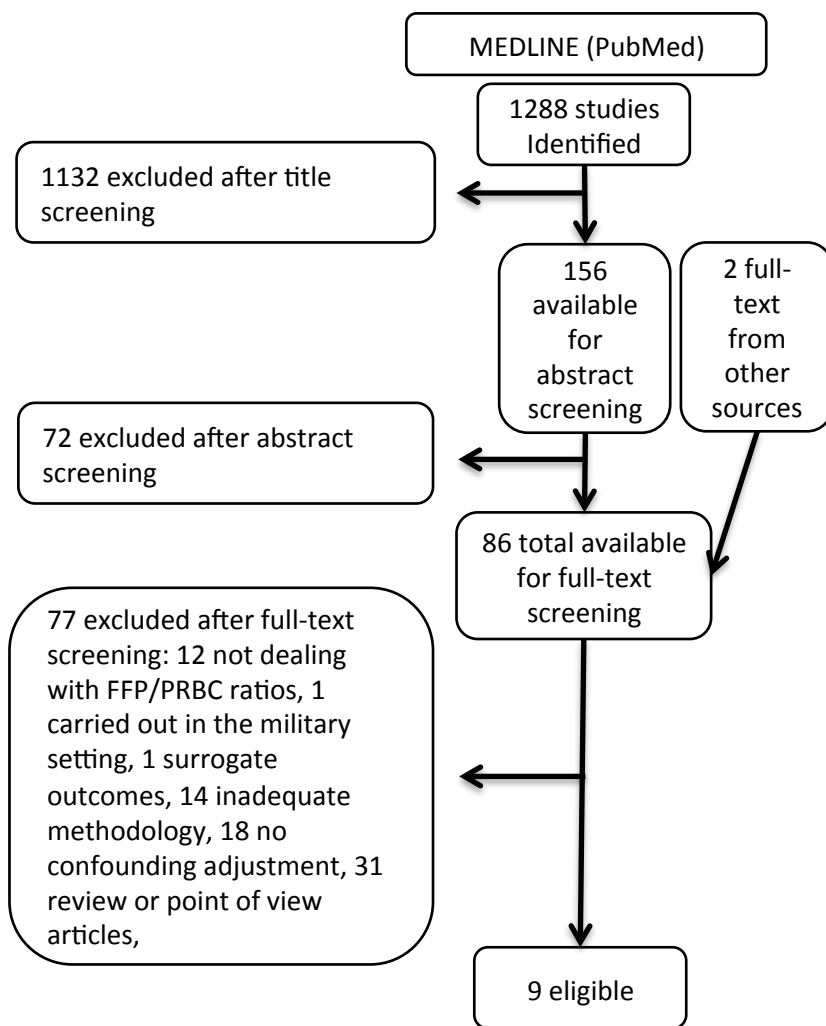 MEDLINE (PubMed)
1288 studies
Identified
1132 excluded after title
screening
156
available
for
abstract
screening
2 full-
text
from
other
sources
72 excluded after abstract
screening
86 total available
for full-text
screening
77 excluded after full-text
screening: 12 not dealing
with FFP/PRBC ratios, 1
carried out in the military
setting, 1 surrogate
outcomes, 14 inadequate
methodology, 18 no
confounding adjustment, 31
review or point of view
articles,
9 eligible